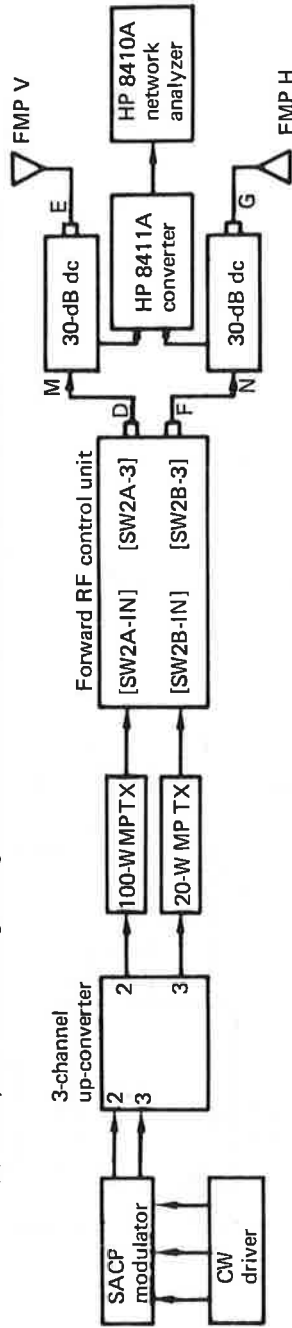 SACP
modulator
CW
driver
3-channel
up-converter
2
3
2
3
100-WMPTX
20-W MP TX
Forward RF control unit
[SW2A-IN] [SW2A-3]
[SW2B-IN] [SW2B-3]
D
F
M
N
30-dB dc
30-dB dc
E
G
HP 8411A
converter
HP 8410A
network
analyzer
FMP V
FMP H